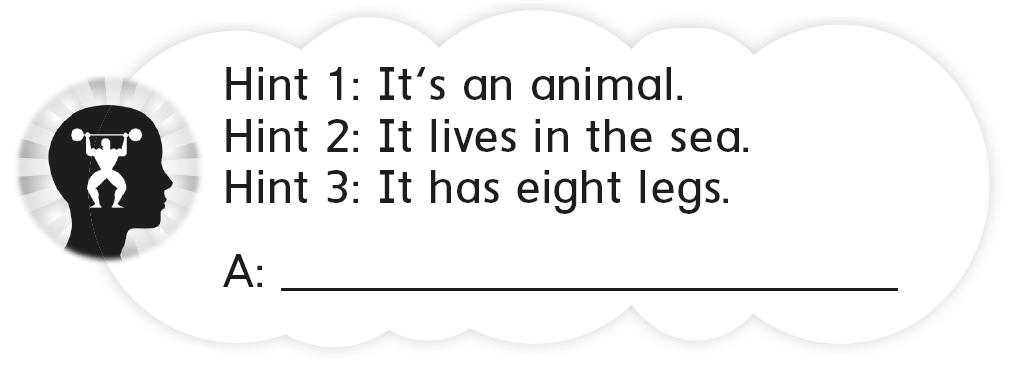 Hint 1: It‘s an animal.
Hint 2: It lives in the sea.
Hint 3: It has eight legs.
A: